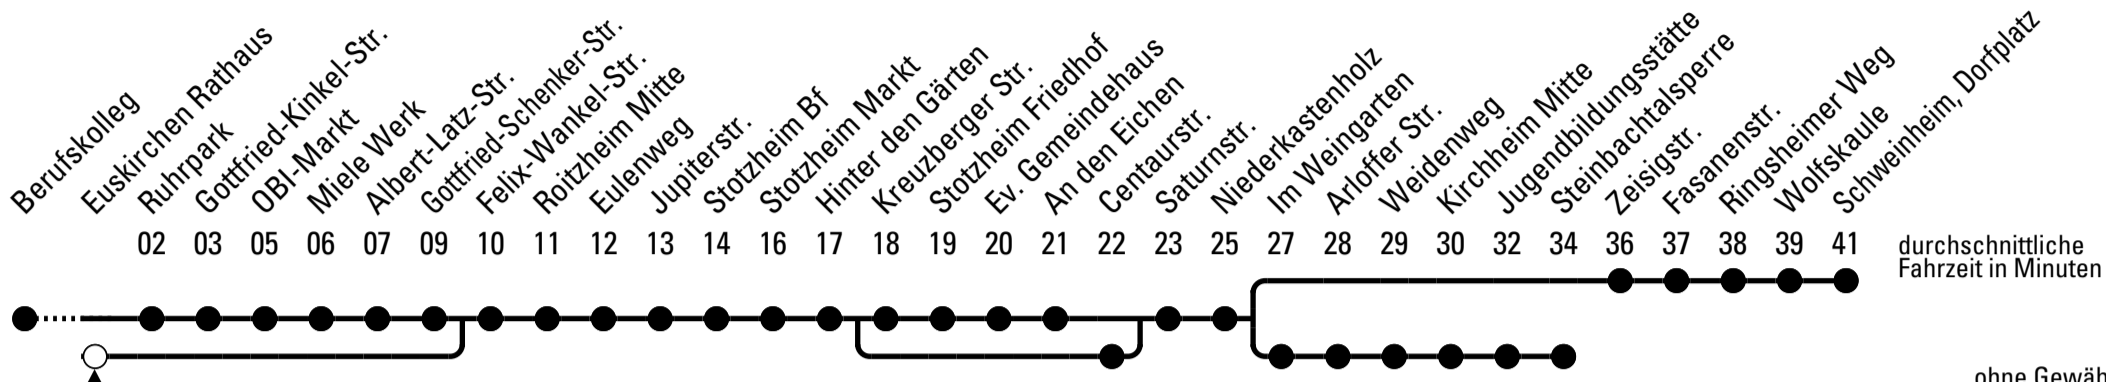 Berufskolleg
Euskirchen Rathaus
Ruhrpark
Gottfried-Kinkel-Str.
OBI-Markt
Miele Werk
Albert-Latz-Str.
Gottfried-Schenker-Str.
Felix-Wankel-Str.
Roitzheim Mitte
Eulenweg
Jupiterstr.
Stotzheim Bf
Stotzheim Markt
Hinter den Gärten
Kreuzberger Str.
Stotzheim Friedhof
Ev. Gemeindehaus
An den Eichen
Centaurstr.
Saturnstr.
Niederkastenholz
Im Weingarten
Arloffer Str.
Weidenweg
Kirchheim Mitte
Jugendbildungsstätte
Steinbachtalsperre
Zeisigstr.
Fasanenstr.
Ringsheimer Weg
Wolfskaule
Schweinheim, Dorfplatz
02 03 05 06 07 09 10 11 12 13 14 16 17 18 19 20 21 22 23 25 27 28 29 30 32 34 36 37 38 39 41
durchschnittliche
Fahrzeit in Minuten
ohne Gewäh